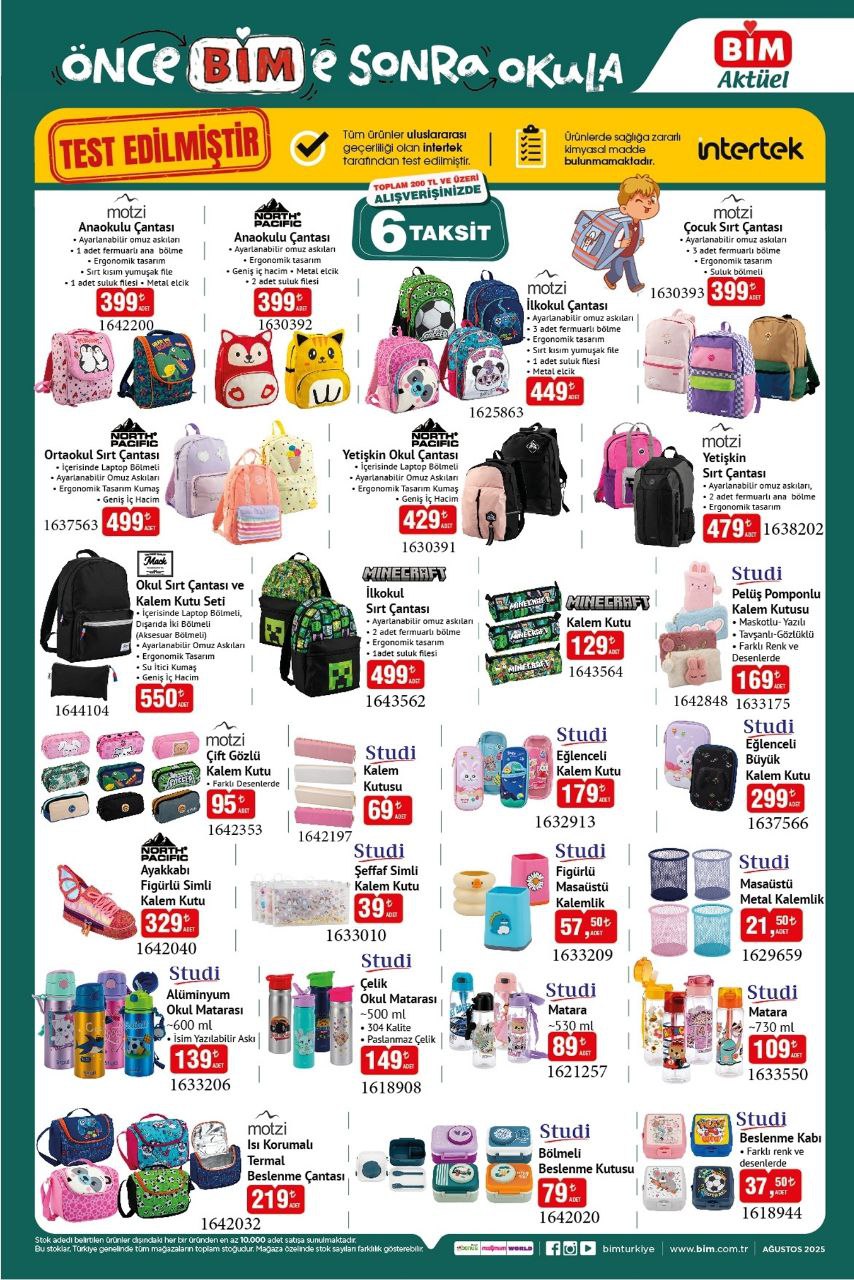 ÖNCE BİM'e SONRA OKULA
BİM
Aktüel
TEST EDİLMİŞTİR
Tüm ürünler uluslararası
geçerliliği olan intertek
tarafından test edilmiştir.
Ürünlerde sağlığa zararlı
kimyasal madde
bulunmamaktadır.
intertek
TOPLAM 200 TL VE ÜZERİ
ALIŞVERİŞİNİZDE
6 TAKSİT
motzi
Anaokulu Çantası
• Ayarlanabilir omuz askıları
• 1 adet fermuarlı ana bölme
• Ergonomik tasarım
• Sırt kısım yumuşak file
• 1 adet suluk filesi • Metal elcik
399₺
ADET
1642200
NORTH PACIFIC
Anaokulu Çantası
• Ayarlanabilir omuz askıları
• Ergonomik tasarım
• Geniş iç hacim • Metal elcik
• 2 adet suluk filesi
399₺
ADET
1630392
motzi
İlkokul Çantası
• Ayarlanabilir omuz askıları
• 3 adet fermuarlı bölme
• Ergonomik tasarım
• Sırt kısım yumuşak file
• 1 adet suluk filesi
• Metal elcik
449₺
ADET
1625863
motzi
Çocuk Sırt Çantası
• Ayarlanabilir omuz askıları
• 3 adet fermuarlı bölme
• Ergonomik tasarım
• Suluk bölmeli
1630393
399₺
ADET
NORTH PACIFIC
Ortaokul Sırt Çantası
• İçerisinde Laptop Bölmeli
• Ayarlanabilir Omuz Askıları
• Ergonomik Tasarım Kumaş
• Geniş İç Hacim
1637563
499₺
ADET
NORTH PACIFIC
Yetişkin Okul Çantası
• İçerisinde Laptop Bölmeli
• Ayarlanabilir Omuz Askıları
• Ergonomik Tasarım Kumaş
• Geniş İç Hacim
429₺
ADET
1630391
motzi
Yetişkin
Sırt Çantası
• Ayarlanabilir omuz askıları,
• 2 adet fermuarlı ana bölme
• Ergonomik tasarım
479₺
ADET
1638202
Mack
Okul Sırt Çantası ve
Kalem Kutu Seti
• İçerisinde Laptop Bölmeli,
Dışarıda İki Bölmeli
(Aksesuar Bölmeli)
• Ayarlanabilir Omuz Askıları
• Ergonomik Tasarım
• Su İtici Kumaş
• Geniş İç Hacim
550₺
ADET
1644104
MINECRAFT
İlkokul
Sırt Çantası
• Ayarlanabilir omuz askıları
• 2 adet fermuarlı bölme
• Ergonomik tasarım
• 1adet suluk filesi
499₺
ADET
1643562
MINECRAFT
MINECRAFT
MINECRAFT
MINECRAFT
Kalem Kutu
129₺
ADET
1643564
Studi
Pelüş Ponponlu
Kalem Kutusu
• Maskotlu- Yazılı
• Tavşanlı-Gözlüklü
• Farklı Renk ve
Desenlerde
169₺
ADET
1642848 1633175
motzi
Çift Gözlü
Kalem Kutu
• Farklı Desenlerde
95₺
ADET
1642353
Studi
Kalem
Kutusu
69₺
ADET
1642197
Studi
Eğlenceli
Kalem Kutu
179₺
ADET
1632913
Studi
Eğlenceli
Büyük
Kalem Kutu
299₺
ADET
1637566
NORTH PACIFIC
Ayakkabı
Figürlü Simli
Kalem Kutu
329₺
ADET
1642040
Studi
Şeffaf Simli
Kalem Kutu
39₺
ADET
1633010
Studi
Figürlü
Masaüstü
Kalemlik
57,50₺
ADET
1633209
Studi
Masaüstü
Metal Kalemlik
21,50₺
ADET
1629659
Studi
Alüminyum
Okul Matarası
~600 ml
• İsim Yazılabilir Askı
139₺
ADET
1633206
Studi
Çelik
Okul Matarası
~500 ml
• 304 Kalite
• Paslanmaz Çelik
149₺
ADET
1618908
Studi
Matara
~530 ml
89₺
ADET
1621257
Studi
Matara
~730 ml
109₺
ADET
1633550
motzi
Isı Korumalı
Termal
Beslenme Çantası
219₺
ADET
1642032
Studi
Bölmeli
Beslenme Kutusu
79₺
ADET
1642020
Studi
Beslenme Kabı
• Farklı renk ve
desenlerde
37,50₺
ADET
1618944
Stok adedi belirtilen ürünler dışındaki her bir üründen en az 10.000 adet satışa sunulmaktadır.
Bu stoklar, Türkiye genelinde tüm mağazaların toplam stoğudur. Mağaza özelinde stok sayıları farklılık gösterebilir.
bonus maximum WORLD
bimturkiye
www.bim.com.tr
AĞUSTOS 2025